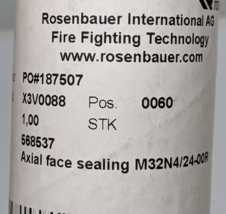 Rosenbauer International AG
Fire Fighting Technology
www.rosenbauer.com
PO#187507
X3V0088 Pos. 0060
1,00 STK
568537
Axial face sealing M32N4/24-00R